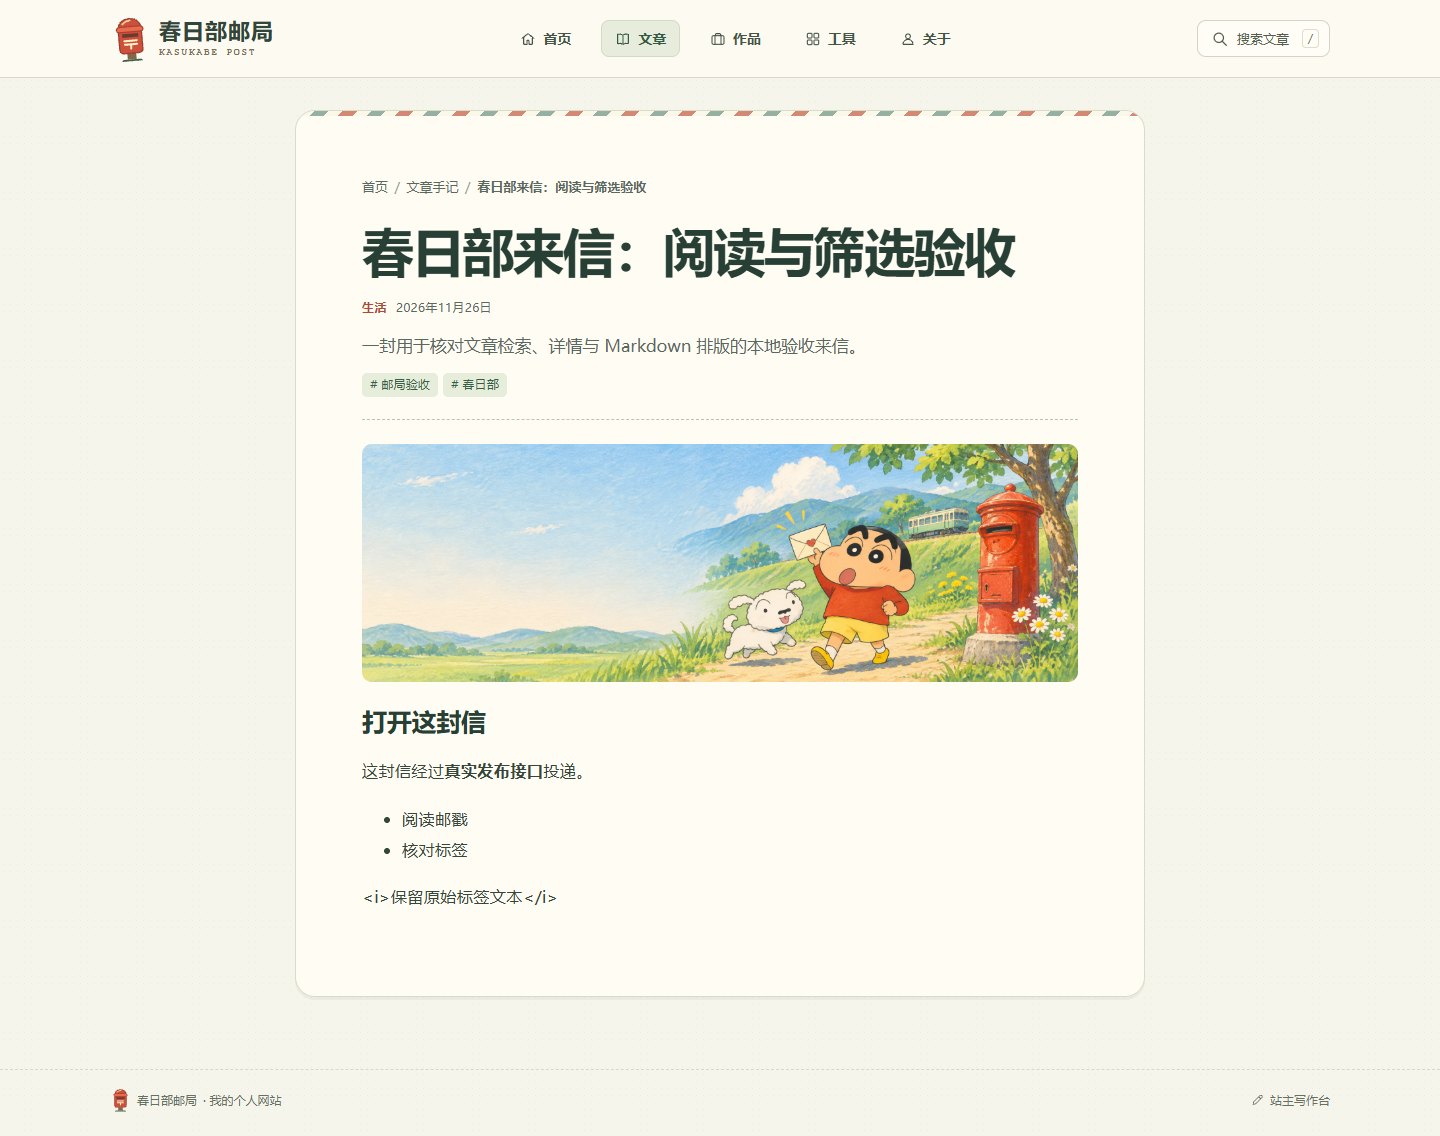 春日部邮局
KASUKABE POST
首页
文章
作品
工具
关于
搜索文章 /
首页 / 文章手记 / 春日部来信：阅读与筛选验收
春日部来信：阅读与筛选验收
生活 2026年11月26日
一封用于核对文章检索、详情与 Markdown 排版的本地验收来信。
# 邮局验收 # 春日部
打开这封信
这封信经过真实发布接口投递。
• 阅读邮戳
• 核对标签
<i>保留原始标签文本</i>
春日部邮局 · 我的个人网站
站主写作台